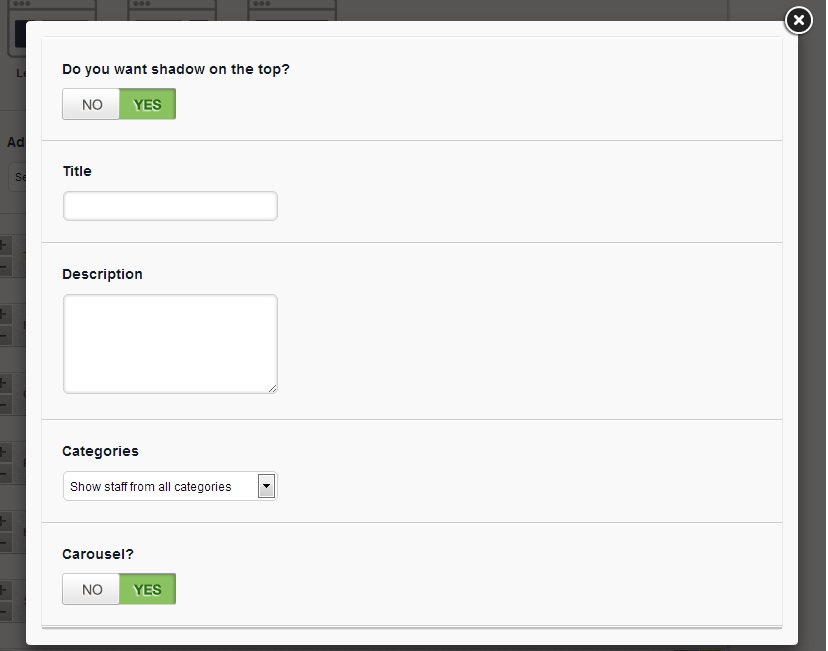 Do you want shadow on the top?
NO YES
Title
Description
Categories
Show staff from all categories
Carousel?
NO YES
Ad